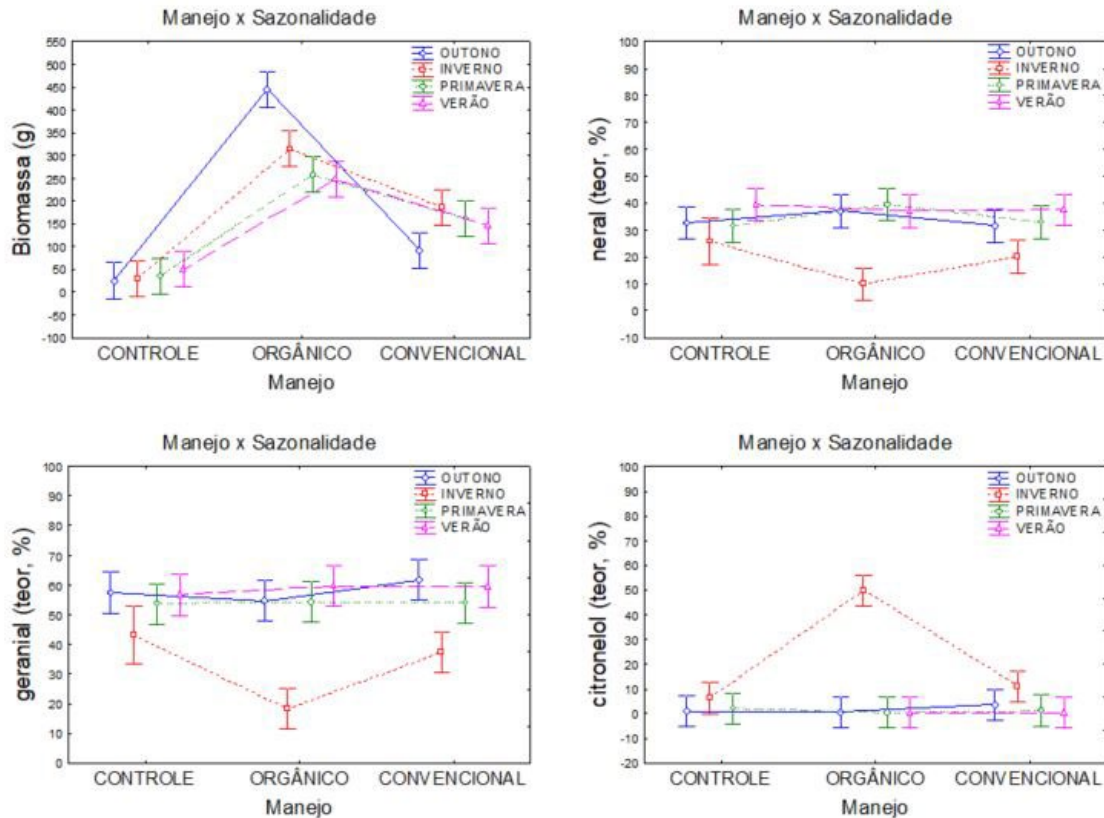 Manejo x Sazonalidade
Biomassa (g)
550
500
450
400
350
300
250
200
150
100
50
0
-50
-100
OUTONO
INVERNO
PRIMAVERA
VERÃO
CONTROLE ORGÂNICO CONVENCIONAL
Manejo
Manejo x Sazonalidade
neral (teor, %)
100
90
80
70
60
50
40
30
20
10
0
-10
OUTONO
INVERNO
PRIMAVERA
VERÃO
CONTROLE ORGÂNICO CONVENCIONAL
Manejo
Manejo x Sazonalidade
geranial (teor, %)
100
90
80
70
60
50
40
30
20
10
0
OUTONO
INVERNO
PRIMAVERA
VERÃO
CONTROLE ORGÂNICO CONVENCIONAL
Manejo
Manejo x Sazonalidade
citronelol (teor, %)
100
90
80
70
60
50
40
30
20
10
0
-10
-20
OUTONO
INVERNO
PRIMAVERA
VERÃO
CONTROLE ORGÂNICO CONVENCIONAL
Manejo